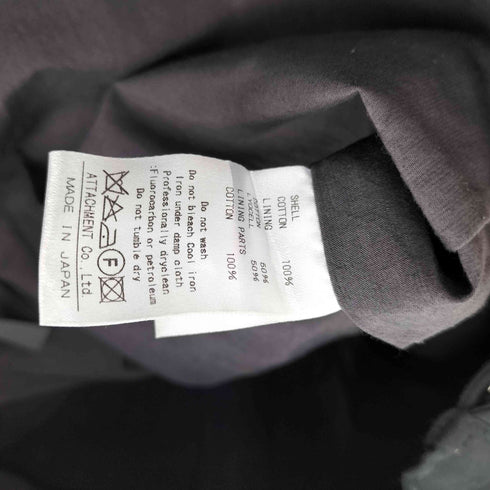 SHELL
COTTON 100%
LINING
COTTON 50%
LYOCELL 50%
LINING PARTS
COTTON 100%
Do not wash
Do not bleach Cool iron
Iron under damp cloth
Professionally dryclean
:Fluorocarbon or petroleum
Do not tumble dry
F
ATTACHMENT Co., Ltd
MADE IN JAPAN